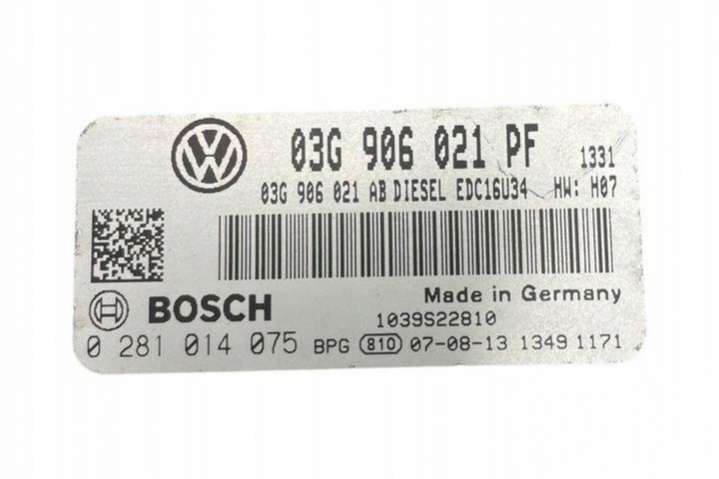 03G 906 021 PF 1331
03G 906 021 AB DIESEL EDC16U34 HW: H07
BOSCH
Made in Germany
1039S22810
0 281 014 075 BPG 810 07-08-13 1349 1171